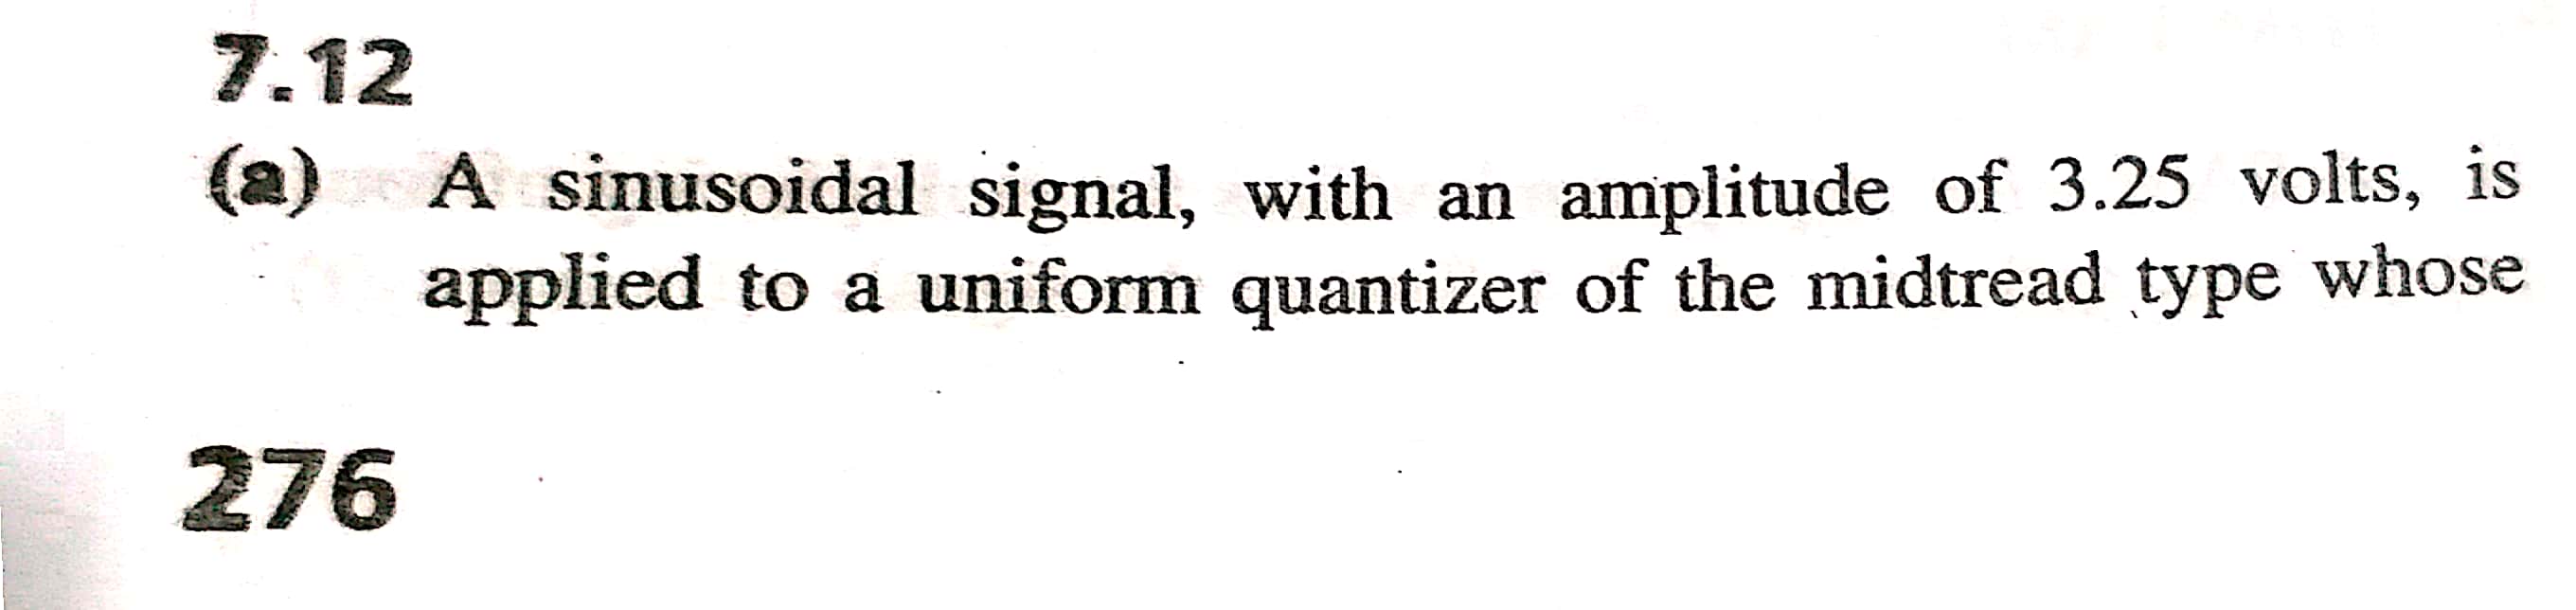 7.12
(a) A sinusoidal signal, with an amplitude of 3.25 volts, is
applied to a uniform quantizer of the midtread type whose
276